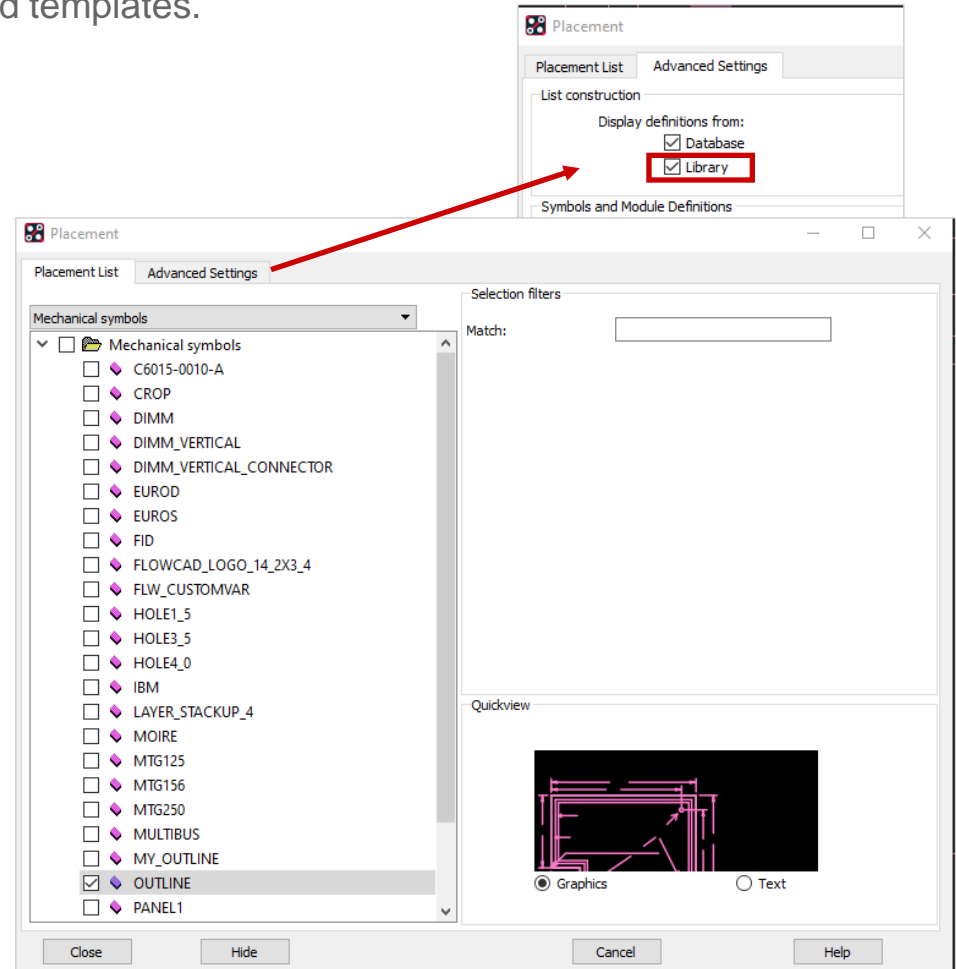 d templates.
Placement
Placement List Advanced Settings
List construction
Display definitions from:
Database
Library
Symbols and Module Definitions
Placement
Placement List Advanced Settings
Mechanical symbols
Mechanical symbols
C6015-0010-A
CROP
DIMM
DIMM_VERTICAL
DIMM_VERTICAL_CONNECTOR
EUROD
EUROS
FID
FLOWCAD_LOGO_14_2X3_4
FLW_CUSTOMVAR
HOLE1_5
HOLE3_5
HOLE4_0
IBM
LAYER_STACKUP_4
MOIRE
MTG125
MTG156
MTG250
MULTIBUS
MY_OUTLINE
OUTLINE
PANEL1
Selection filters
Match:
Quickview
Graphics Text
Close Hide Cancel Help